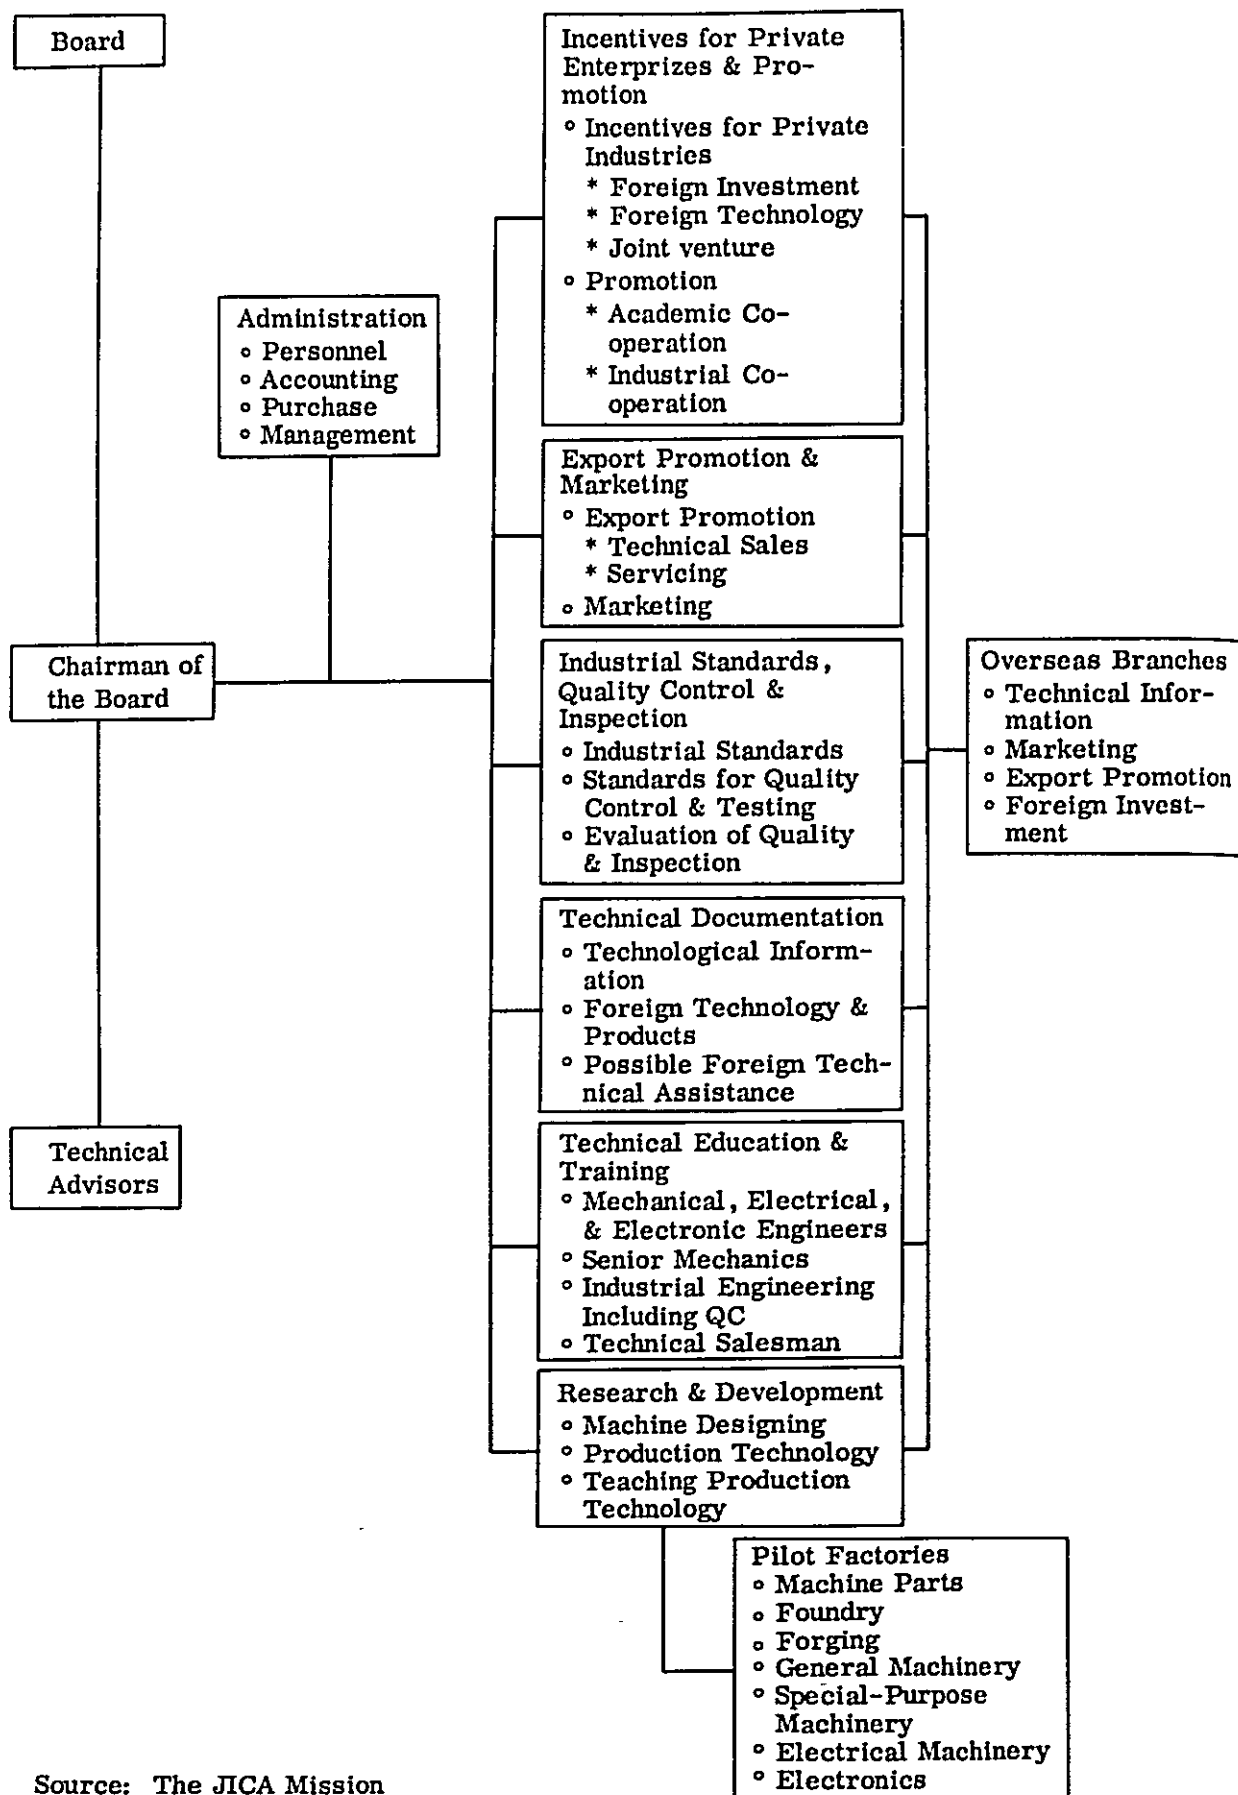 Board
Incentives for Private
Enterprizes & Pro-
motion
° Incentives for Private
Industries
* Foreign Investment
* Foreign Technology
* Joint venture
° Promotion
* Academic Co-
operation
* Industrial Co-
operation
Administration
° Personnel
° Accounting
° Purchase
° Management
Export Promotion &
Marketing
° Export Promotion
* Technical Sales
* Servicing
° Marketing
Chairman of
the Board
Industrial Standards,
Quality Control &
Inspection
° Industrial Standards
° Standards for Quality
Control & Testing
° Evaluation of Quality
& Inspection
Overseas Branches
° Technical Infor-
mation
° Marketing
° Export Promotion
° Foreign Invest-
ment
Technical Documentation
° Technological Inform-
ation
° Foreign Technology &
Products
° Possible Foreign Tech-
nical Assistance
Technical
Advisors
Technical Education &
Training
° Mechanical, Electrical,
& Electronic Engineers
° Senior Mechanics
° Industrial Engineering
Including QC
° Technical Salesman
Research & Development
° Machine Designing
° Production Technology
° Teaching Production
Technology
Pilot Factories
° Machine Parts
° Foundry
° Forging
° General Machinery
° Special-Purpose
Machinery
° Electrical Machinery
° Electronics
Source: The JICA Mission